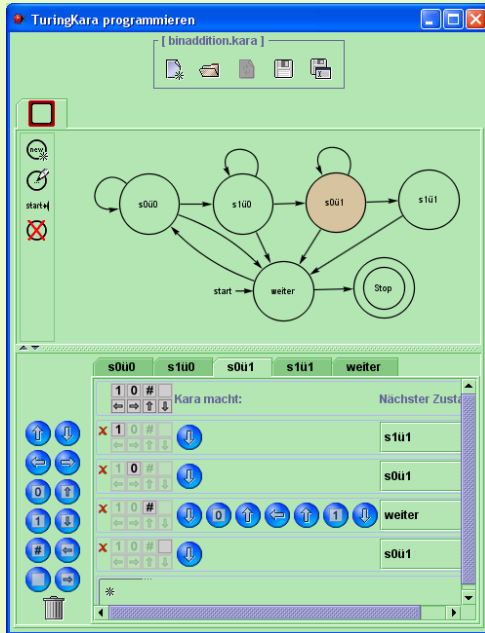 TuringKara programmieren
[ binaddition.kara ]
new
start
s0ü0
s1ü0
s0ü1
s1ü1
start
weiter
Stop
s0ü0 s1ü0 s0ü1 s1ü1 weiter
1 0 # Kara macht: Nächster Zusta
1 0 # s1ü1
1 0 # s0ü1
1 0 # 0 1 weiter
1 0 # s0ü1
0
1
#